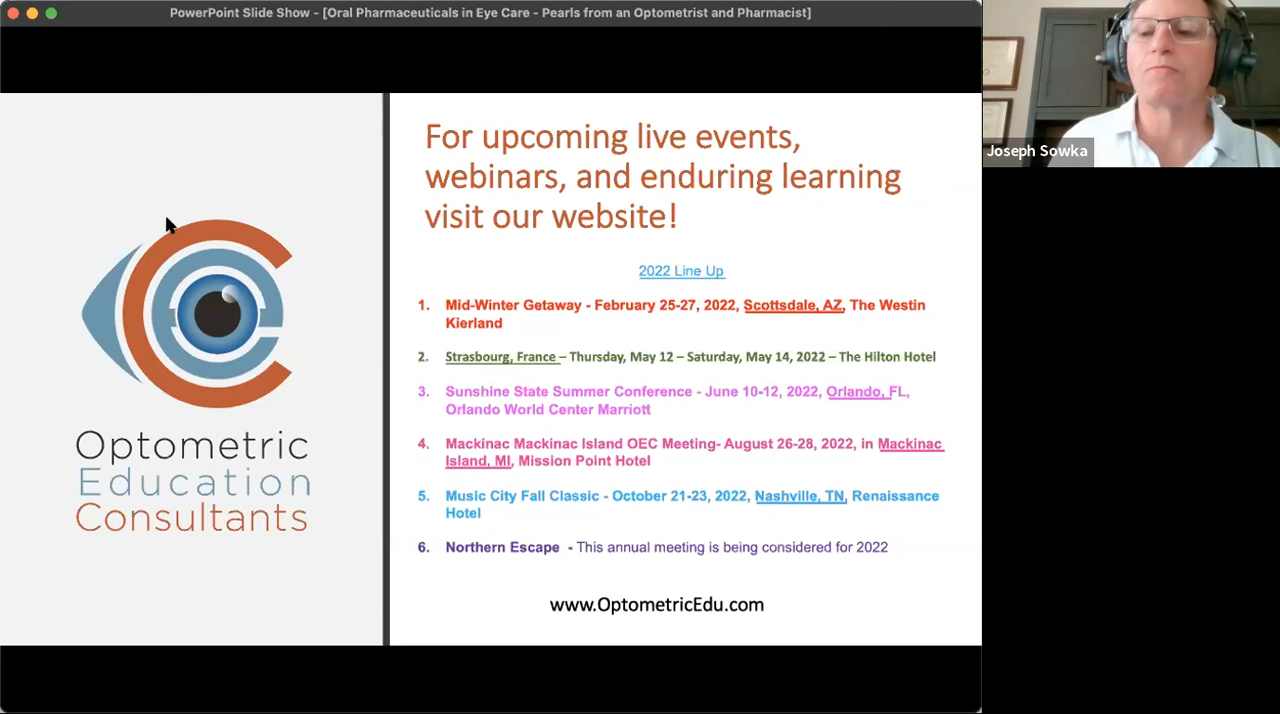 PowerPoint Slide Show - [Oral Pharmaceuticals in Eye Care - Pearls from an Optometrist and Pharmacist]
Joseph Sowka
For upcoming live events,
webinars, and enduring learning
visit our website!
2022 Line Up
1. Mid-Winter Getaway - February 25-27, 2022, Scottsdale, AZ, The Westin
Kierland
2. Strasbourg, France – Thursday, May 12 – Saturday, May 14, 2022 – The Hilton Hotel
3. Sunshine State Summer Conference - June 10-12, 2022, Orlando, FL,
Orlando World Center Marriott
4. Mackinac Mackinac Island OEC Meeting- August 26-28, 2022, in Mackinac
Island, MI, Mission Point Hotel
5. Music City Fall Classic - October 21-23, 2022, Nashville, TN, Renaissance
Hotel
6. Northern Escape - This annual meeting is being considered for 2022
www.OptometricEdu.com
Optometric
Education
Consultants